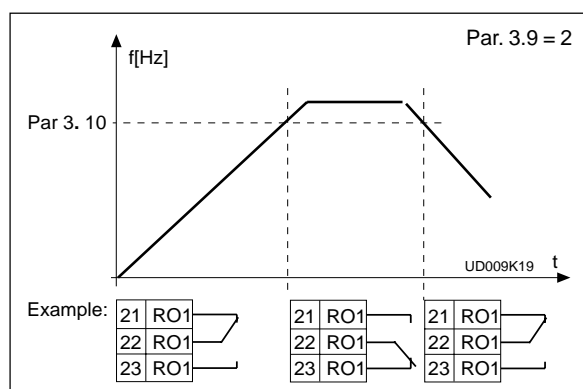 Par. 3.9 = 2
f[Hz]
Par 3. 10
UD009K19
t
Example:
21 RO1 21 RO1 21 RO1
22 RO1 22 RO1 22 RO1
23 RO1 23 RO1 23 RO1